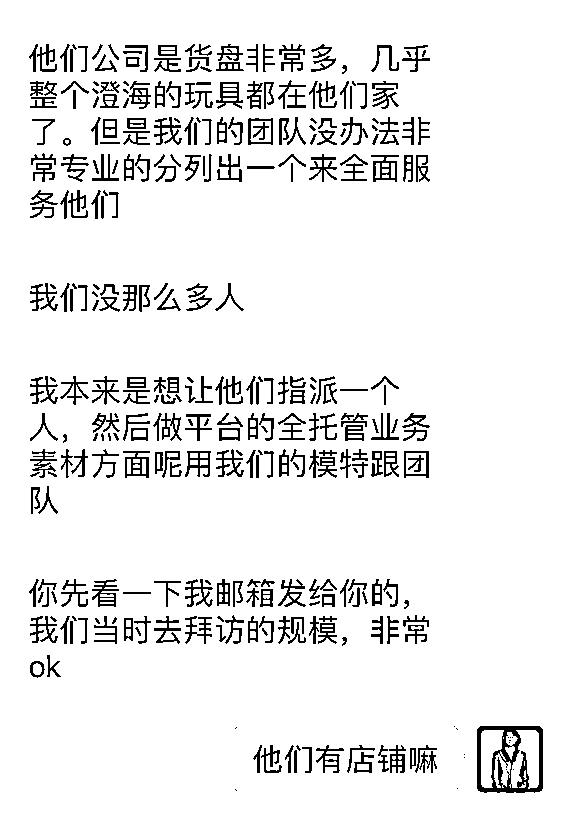 他们公司是货盘非常多，几乎
整个澄海的玩具都在他们家
了。但是我们的团队没办法非
常专业的分列出一个来全面服
务他们
我们没那么多人
我本来是想让他们指派一个
人，然后做平台的全托管业务
素材方面呢用我们的模特跟团
队
你先看一下我邮箱发给你的，
我们当时去拜访的规模，非常
ok
他们有店铺嘛